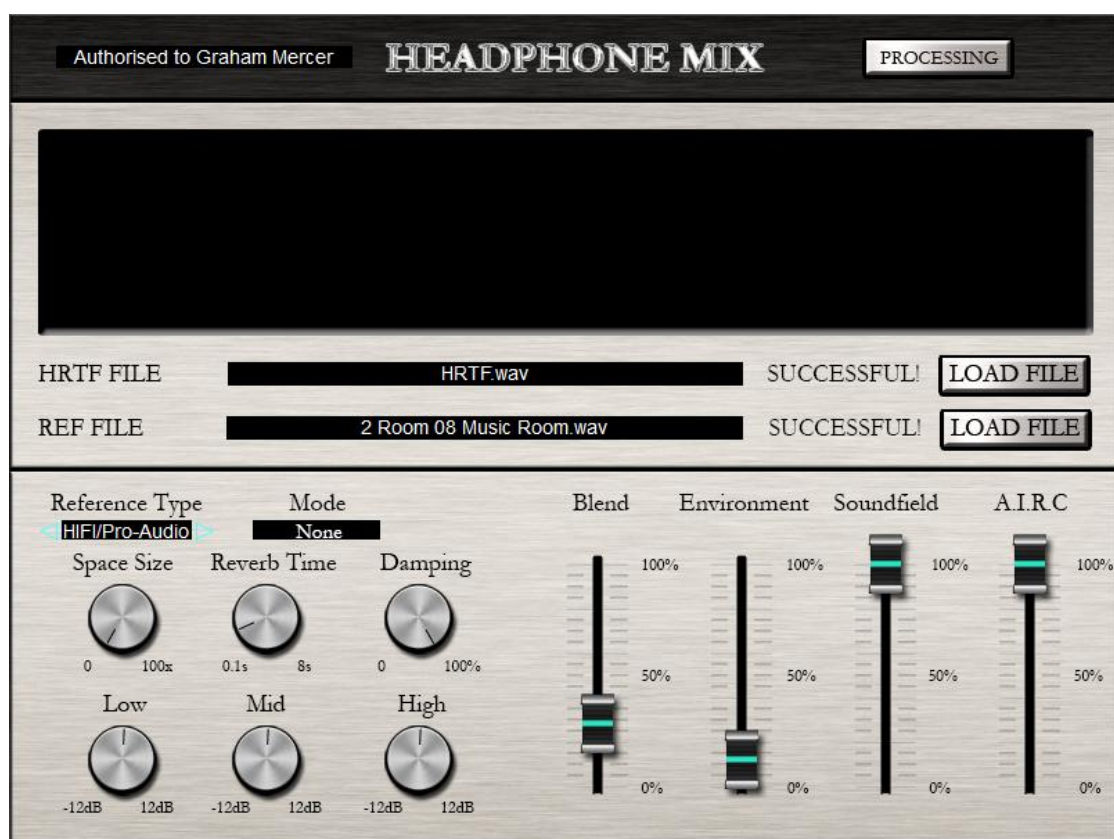 Authorised to Graham Mercer HEADPHONE MIX PROCESSING
HRTF FILE HRTF.wav SUCCESSFUL! LOAD FILE
REF FILE 2 Room 08 Music Room.wav SUCCESSFUL! LOAD FILE
Reference Type Mode Blend Environment Soundfield A.I.R.C
HIFI/Pro-Audio None
Space Size Reverb Time Damping
100% 100% 100% 100%
0 100x 0.1s 8s 0 100%
50% 50% 50% 50%
Low Mid High
0% 0% 0% 0%
-12dB 12dB -12dB 12dB -12dB 12dB